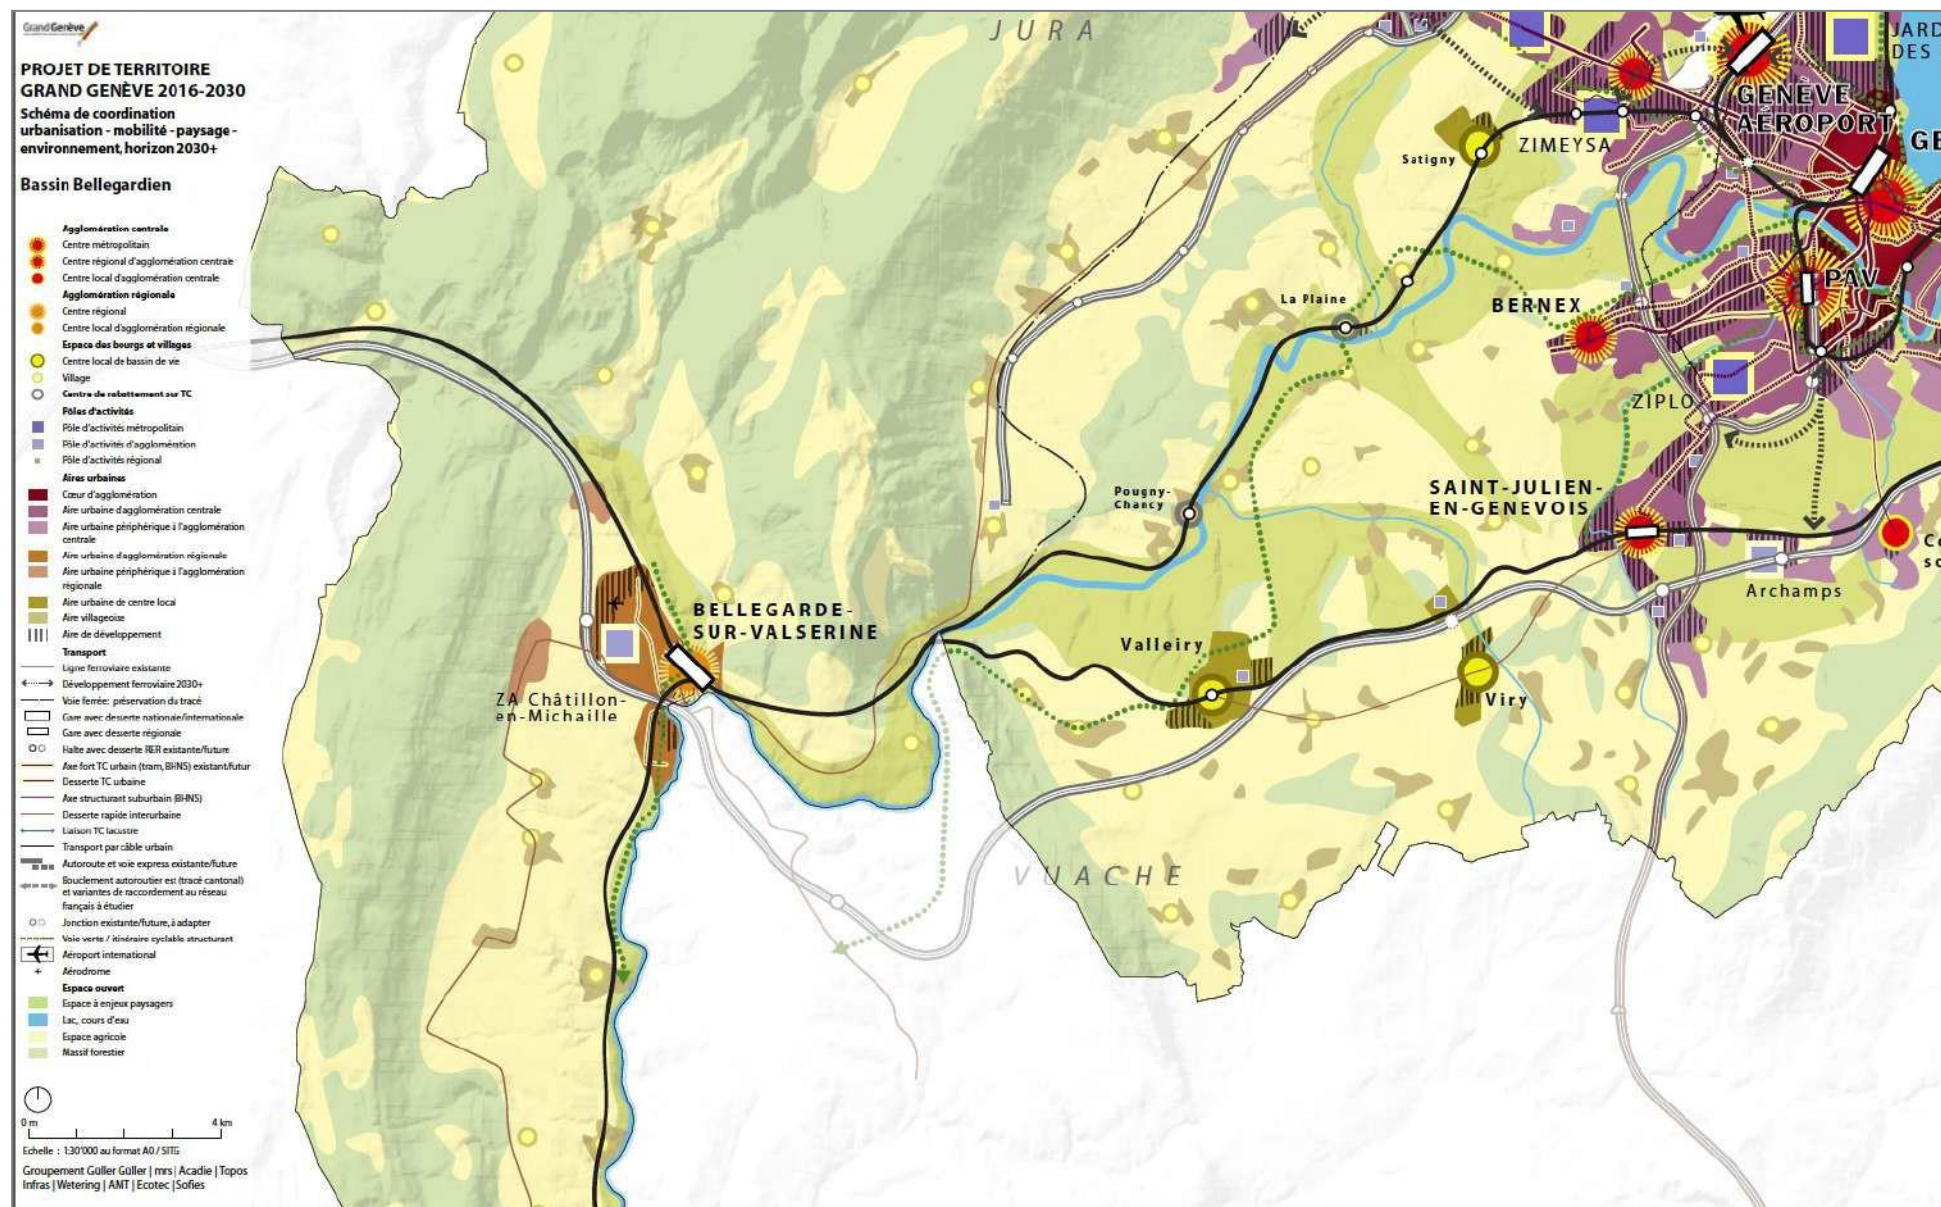 GrandGenève
PROJET DE TERRITOIRE
GRAND GENÈVE 2016-2030
Schéma de coordination
urbanisation - mobilité - paysage -
environnement, horizon 2030+
Bassin Bellegardien
Agglomération centrale
Centre métropolitain
Centre régional d'agglomération centrale
Centre local d'agglomération centrale
Agglomération régionale
Centre régional
Centre local d'agglomération régionale
Espace des bourgs et villages
Centre local de bassin de vie
Village
Centre de rabattement sur TC
Pôles d'activités
Pôle d'activités métropolitain
Pôle d'activités d'agglomération
Pôle d'activités régional
Aires urbaines
Cœur d'agglomération
Aire urbaine d'agglomération centrale
Aire urbaine périphérique à l'agglomération
centrale
Aire urbaine d'agglomération régionale
Aire urbaine périphérique à l'agglomération
régionale
Aire urbaine de centre local
Aire villageoise
Aire de développement
Transport
Ligne ferroviaire existante
Développement ferroviaire 2030+
Voie ferrée: préservation du tracé
Gare avec desserte nationale/internationale
Gare avec desserte régionale
Halte avec desserte RER existante/future
Axe fort TC urbain (tram, BHNS) existant/futur
Desserte TC urbaine
Axe structurant suburbain (BHNS)
Desserte rapide interurbaine
Liaison TC lacustre
Transport par câble urbain
Autoroute et voie express existante/future
Bouclement autoroutier est (tracé cantonal)
et variantes de raccordement au réseau
français à étudier
Jonction existante/future, à adapter
Voie verte / itinéraire cyclable structurant
Aéroport international
Aérodrome
Espace ouvert
Espace à enjeux paysagers
Lac, cours d'eau
Espace agricole
Massif forestier
0 m 4 km
Echelle : 1:30'000 au format A0 / SITG
Groupement Güller Güller | mrs | Acadie | Topos
Infras | Wetering | AMT | Ecotec | Sofies
JURA
JARD
DES
GENÈVE
AÉROPORT
GE
ZIMEYSA
Satigny
PAV
La Plaine
BERNEX
ZIPLO
Pougny-
Chancy
SAINT-JULIEN-
EN-GENEVOIS
Archamps
BELLEGARDE-
SUR-VALSERINE
Valleiry
Viry
ZA Châtillon-
en-Michaille
VUACHE